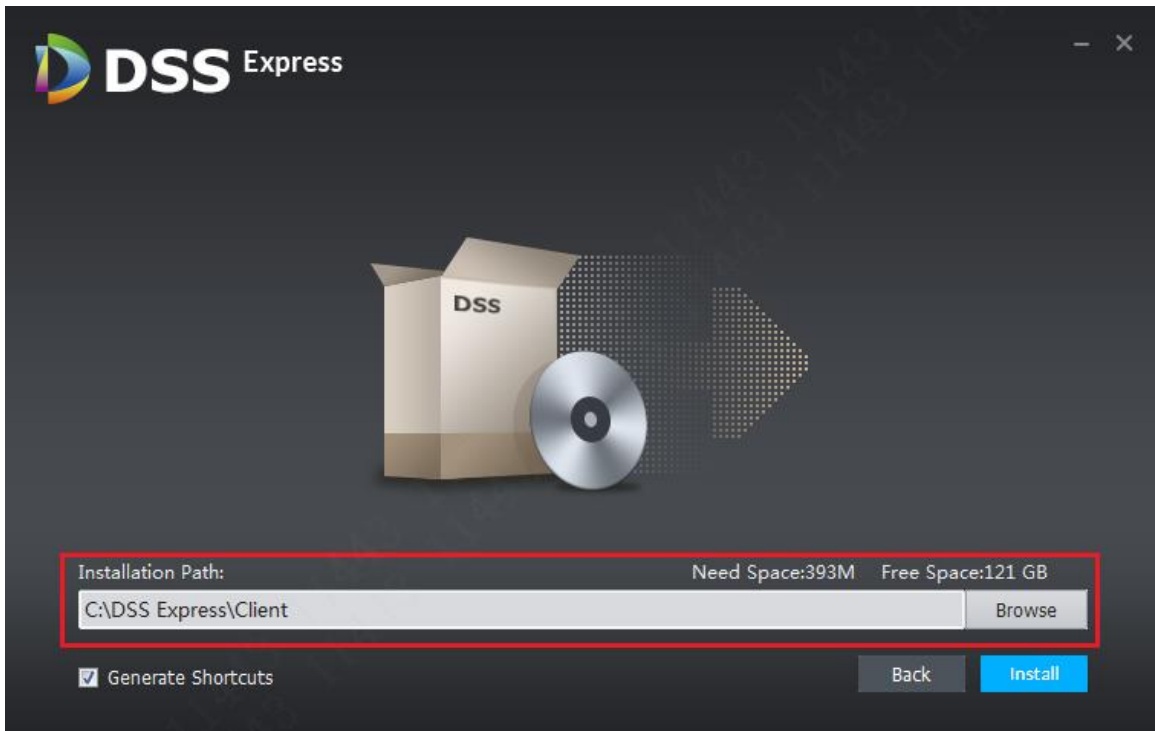 DSS Express
DSS
Installation Path:
Need Space:393M Free Space:121 GB
C:\DSS Express\Client
Browse
Generate Shortcuts
Back
Install